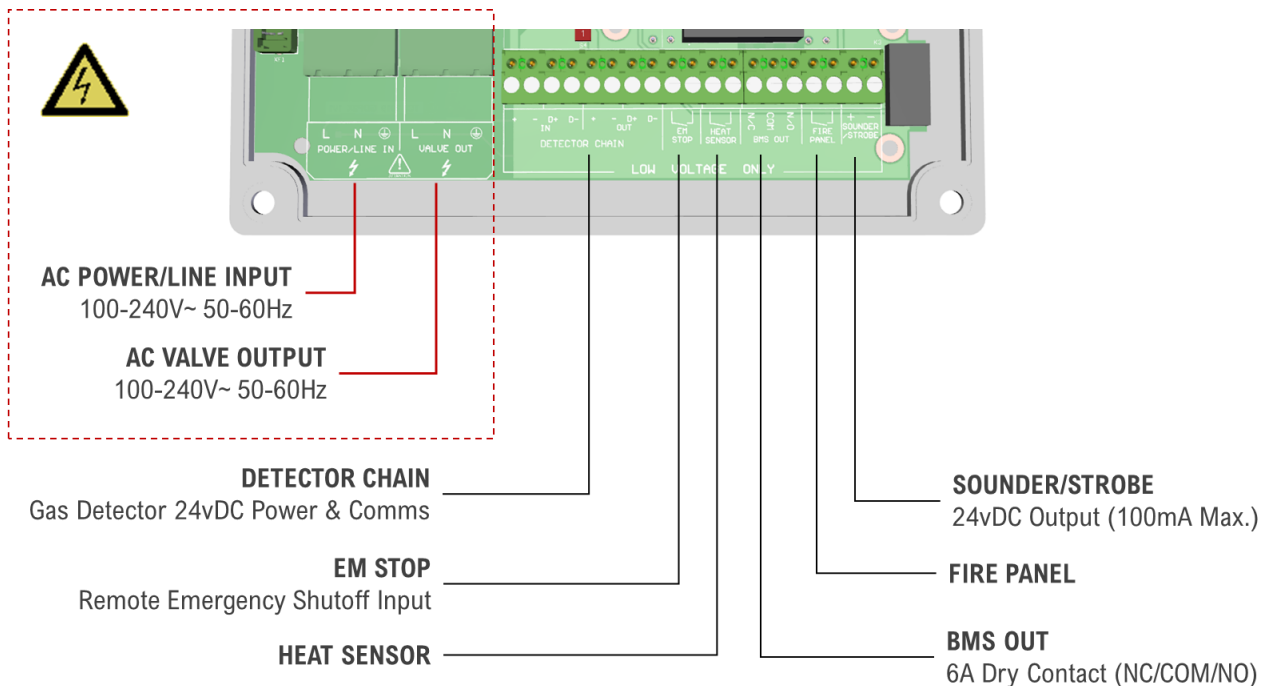 1
+ - D+ D- + - D+ D-
IN OUT
DETECTOR CHAIN
EM STOP
HEAT SENSOR
N/C COM N/O
BMS OUT
FIRE PANEL
+ -
SOUNDER /STROBE
L N L N
POWER/LINE IN VALVE OUT
LOW VOLTAGE ONLY
AC POWER/LINE INPUT
100-240V~ 50-60Hz
AC VALVE OUTPUT
100-240V~ 50-60Hz
DETECTOR CHAIN
Gas Detector 24vDC Power & Comms
EM STOP
Remote Emergency Shutoff Input
HEAT SENSOR
SOUNDER/STROBE
24vDC Output (100mA Max.)
FIRE PANEL
BMS OUT
6A Dry Contact (NC/COM/NO)